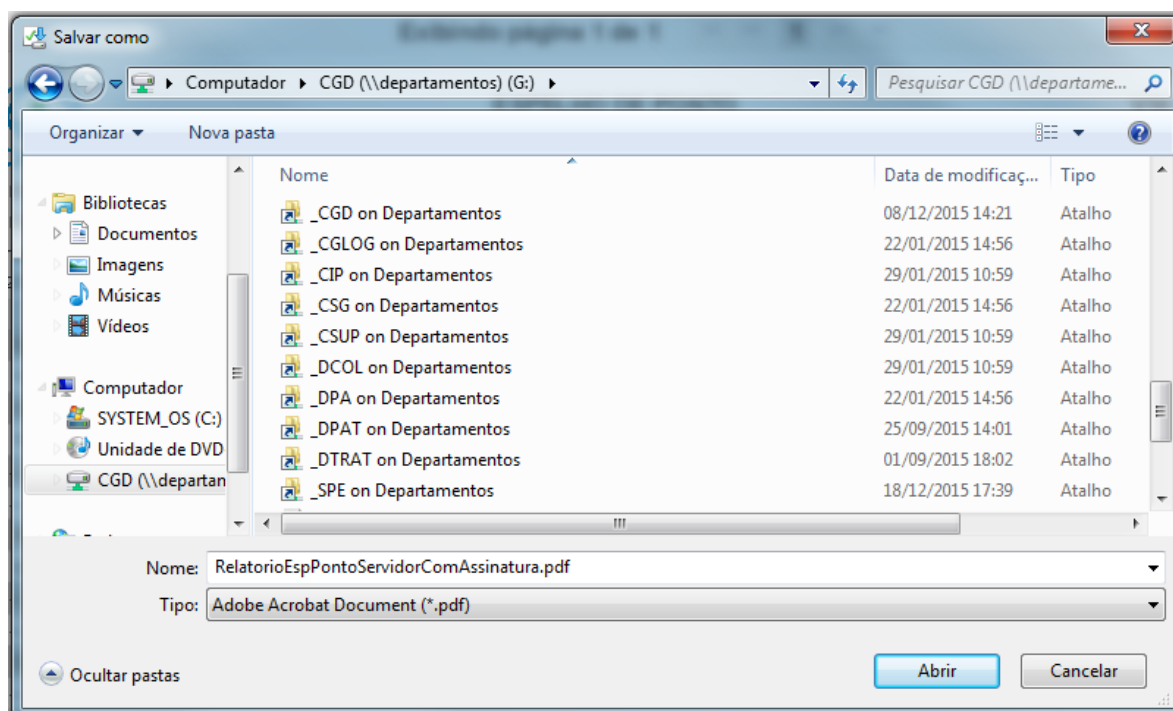 Salvar como
Exibindo página 1 de 1
Computador CGD (\\departamentos) (G:)
Pesquisar CGD (\\departame...
Organizar
Nova pasta
Bibliotecas
Documentos
Imagens
Músicas
Vídeos
Computador
SYSTEM_OS (C:)
Unidade de DVD
CGD (\\departan
Nome Data de modificaç... Tipo
_CGD on Departamentos 08/12/2015 14:21 Atalho
_CGLOG on Departamentos 22/01/2015 14:56 Atalho
_CIP on Departamentos 29/01/2015 10:59 Atalho
_CSG on Departamentos 22/01/2015 14:56 Atalho
_CSUP on Departamentos 29/01/2015 10:59 Atalho
_DCOL on Departamentos 29/01/2015 10:59 Atalho
_DPA on Departamentos 22/01/2015 14:56 Atalho
_DPAT on Departamentos 25/09/2015 14:01 Atalho
_DTRAT on Departamentos 01/09/2015 18:02 Atalho
_SPE on Departamentos 18/12/2015 17:39 Atalho
Nome: RelatorioEspPontoServidorComAssinatura.pdf
Tipo: Adobe Acrobat Document (*.pdf)
Ocultar pastas
Abrir
Cancelar